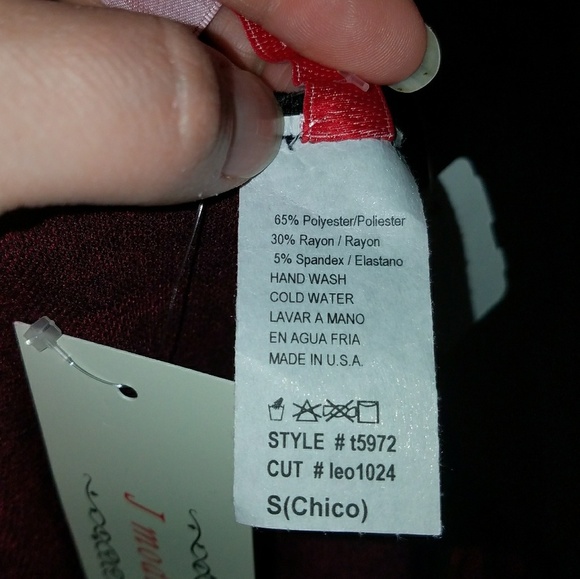 65% Polyester/Poliester
30% Rayon / Rayon
5% Spandex / Elastano
HAND WASH
COLD WATER
LAVAR A MANO
EN AGUA FRIA
MADE IN U.S.A.
STYLE # t5972
CUT # leo1024
S(Chico)
J